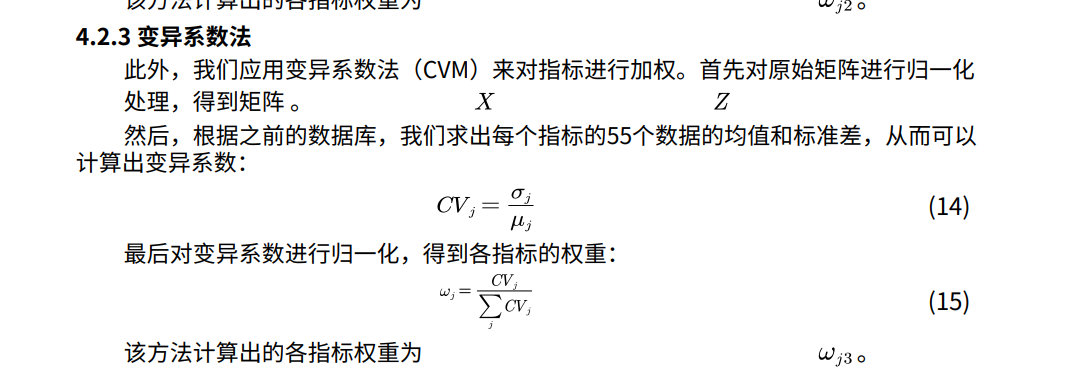 该方法计算出的各指标权重为 ω_{j2}。
4.2.3 变异系数法
此外，我们应用变异系数法（CVM）来对指标进行加权。首先对原始矩阵进行归一化
处理，得到矩阵 。 X Z
然后，根据之前的数据库，我们求出每个指标的55个数据的均值和标准差，从而可以
计算出变异系数：
CV_j = \frac{σ_j}{μ_j} (14)
最后对变异系数进行归一化，得到各指标的权重：
ω_j = \frac{CV_j}{\sum_j CV_j} (15)
该方法计算出的各指标权重为 ω_{j3}。